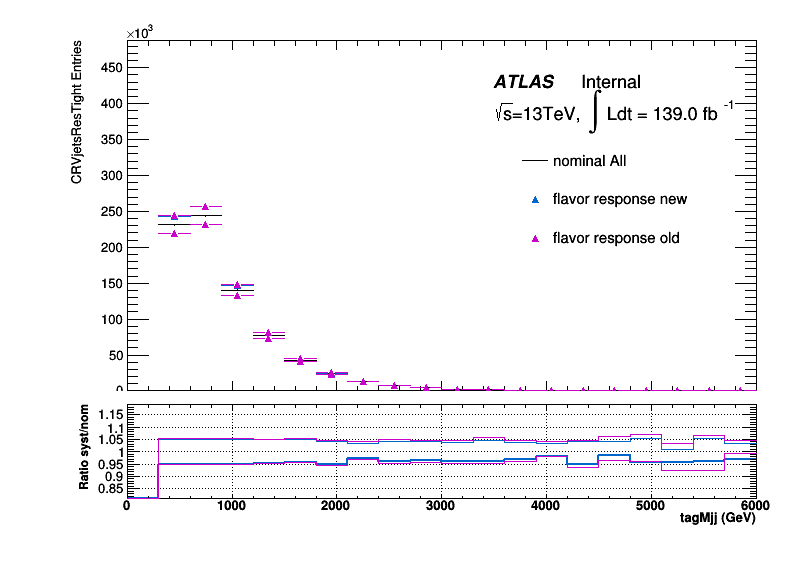 ×10³
CRVjetsResTight Entries
450
400
350
300
250
200
150
100
50
0
ATLAS Internal
√s=13TeV, ∫ Ldt = 139.0 fb⁻¹
nominal All
flavor response new
flavor response old
Ratio syst/nom
1.15
1.1
1.05
1
0.95
0.9
0.85
0 1000 2000 3000 4000 5000 6000
tagMjj (GeV)